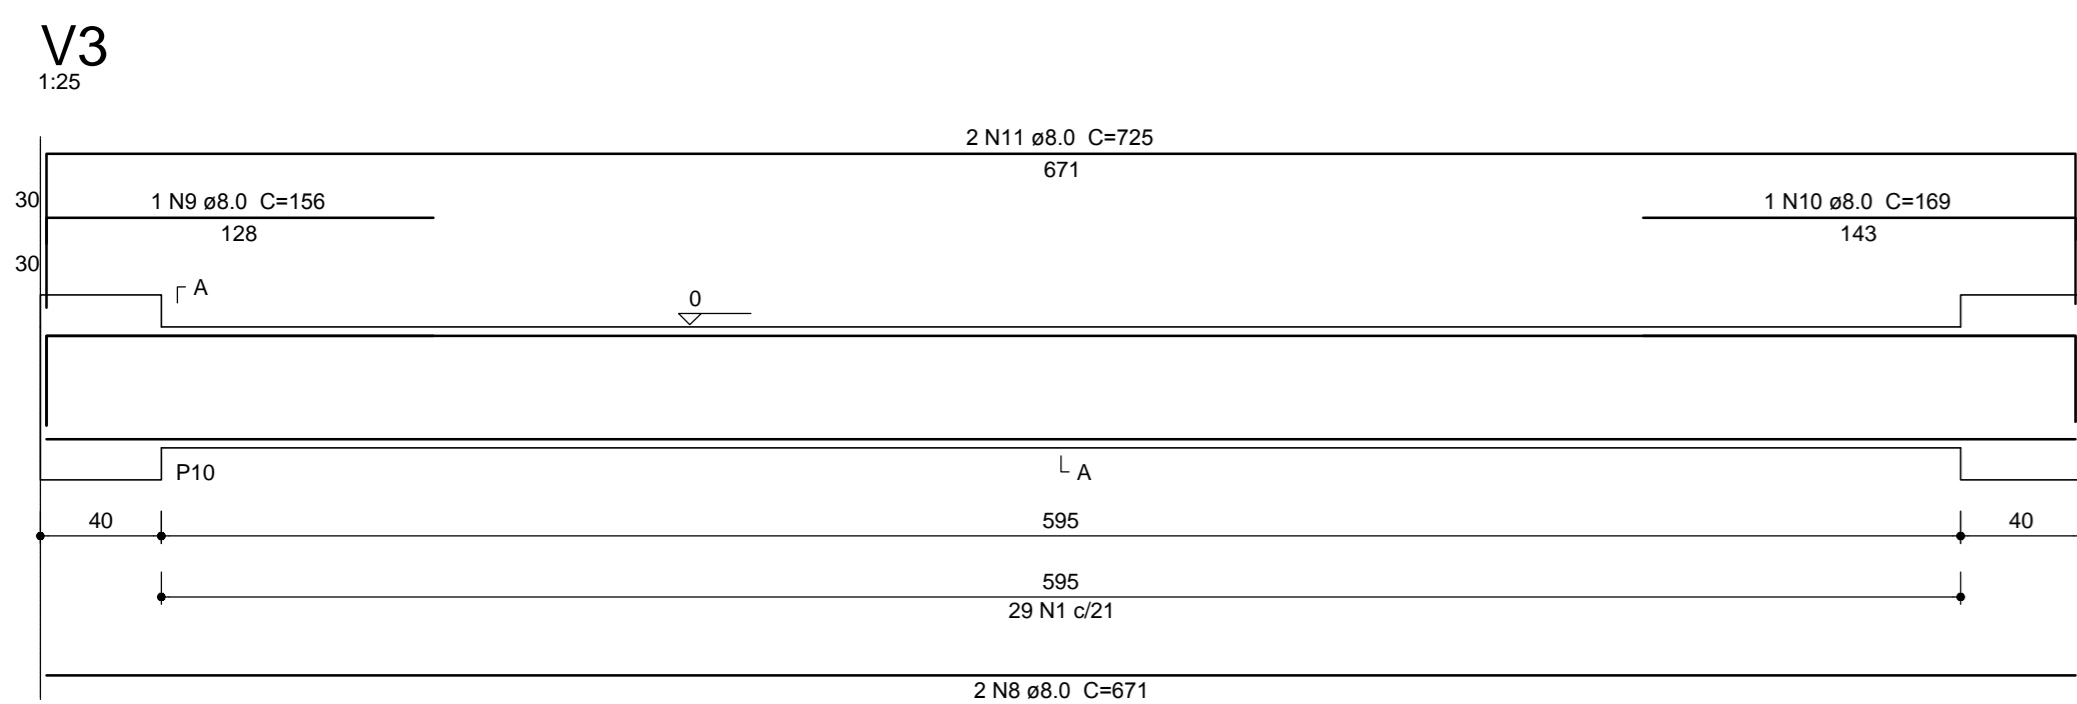 V3
1:25
2 N11 ø8.0 C=725
671
30
1 N9 ø8.0 C=156
1 N10 ø8.0 C=169
128
143
30
A
0
P10
A
40
595
40
595
29 N1 c/21
2 N8 ø8.0 C=671